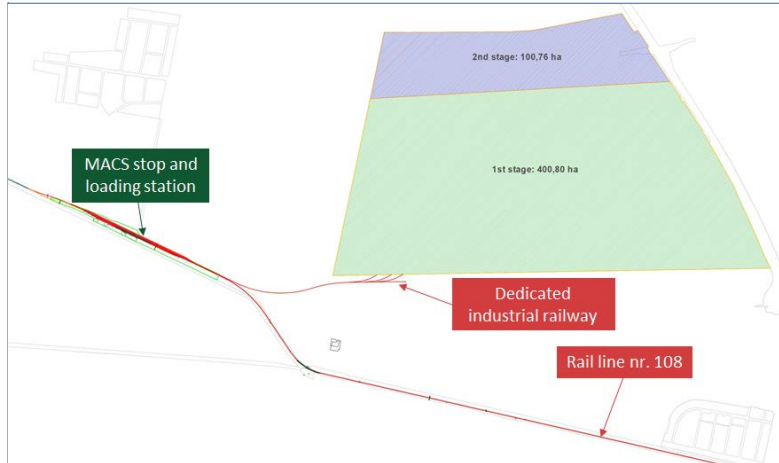 2nd stage: 100,76 ha
MACS stop and
loading station
1st stage: 400,80 ha
Dedicated
industrial railway
Rail line nr. 108